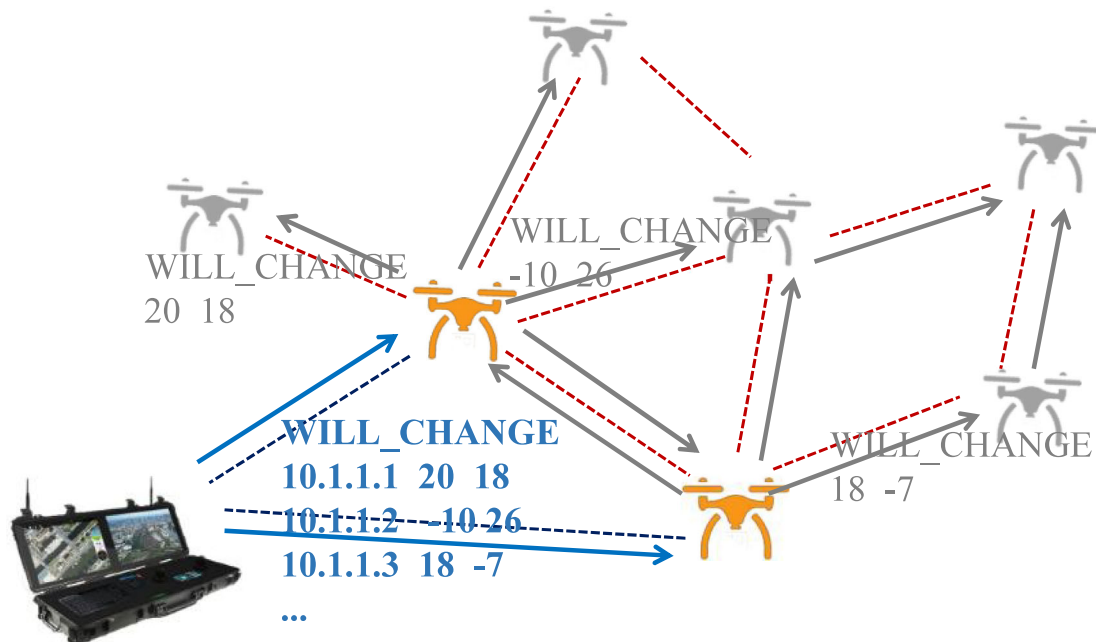 WILL_CHANGE
-10 26
WILL_CHANGE
20 18
WILL_CHANGE
10.1.1.1 20 18
10.1.1.2 -10 26
10.1.1.3 18 -7
...
WILL_CHANGE
18 -7